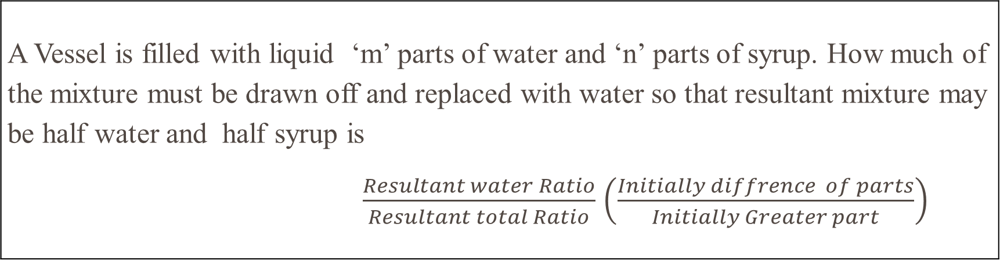 A Vessel is filled with liquid ‘m’ parts of water and ‘n’ parts of syrup. How much of
the mixture must be drawn off and replaced with water so that resultant mixture may
be half water and half syrup is
\frac{Resultant water Ratio}{Resultant total Ratio} \left(\frac{Initially diffrence of parts}{Initially Greater part}\right)